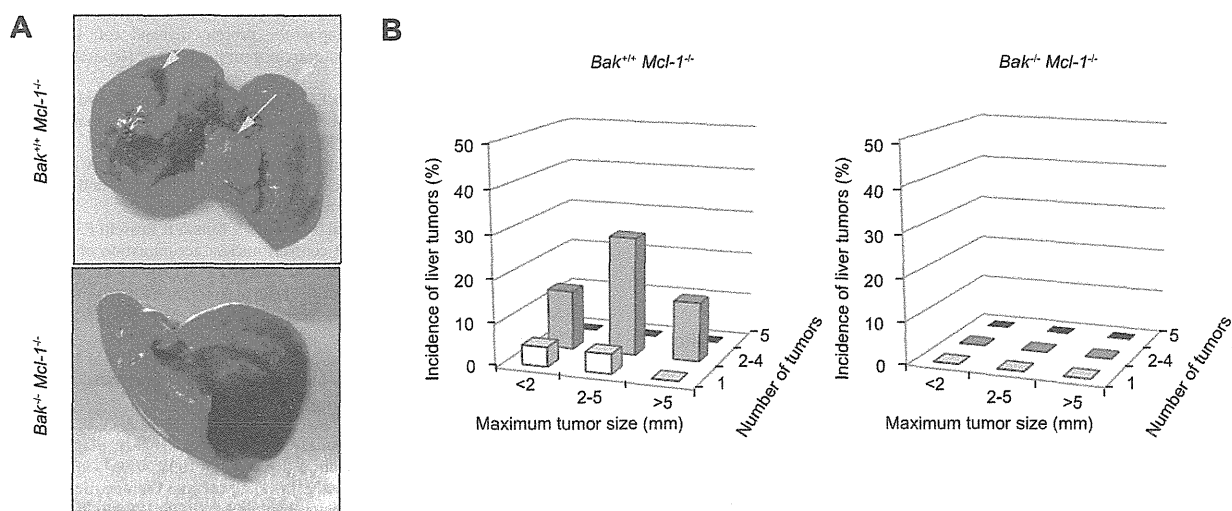 A
Bak+/+ Mcl-1-/-
Bak-/- Mcl-1-/-
B
Bak+/+ Mcl-1-/-
Incidence of liver tumors (%)
50
40
30
20
10
0
<2
2-5
>5
Maximum tumor size (mm)
1
2-4
5
Number of tumors
Bak-/- Mcl-1-/-
Incidence of liver tumors (%)
50
40
30
20
10
0
<2
2-5
>5
Maximum tumor size (mm)
1
2-4
5
Number of tumors